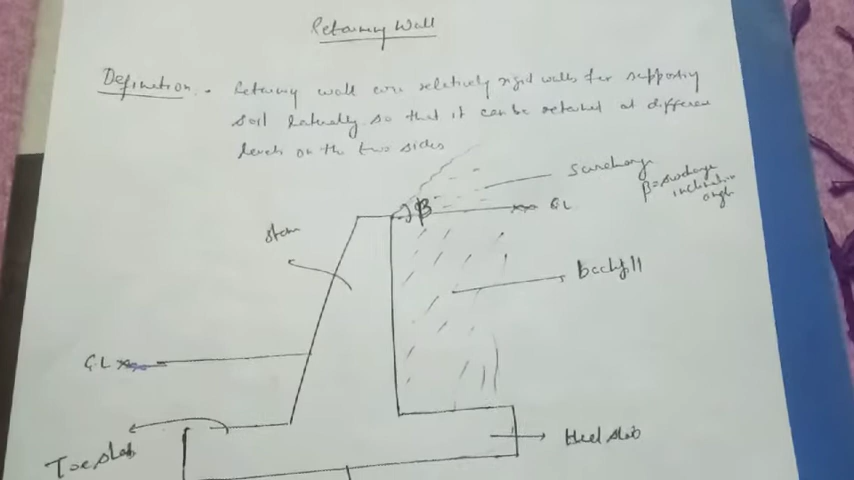 Retaining Wall
Definition. Retaining wall are relatively rigid walls for supporting
soil laterally so that it can be retained at different
levels on the two sides
Surcharge
β=surcharge
inclination
angle
β
GL
stem
backfill
GL
Toe slab
Heel slab